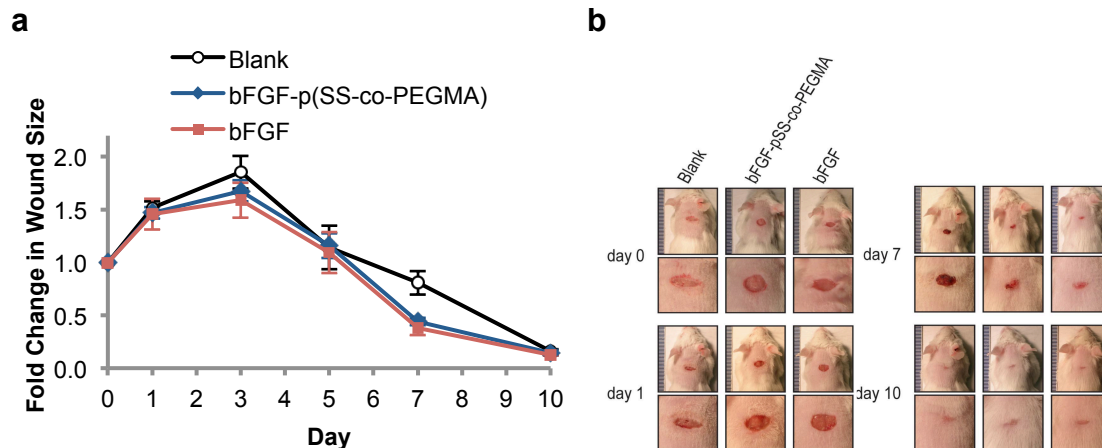 a
Blank
bFGF-p(SS-co-PEGMA)
bFGF
Fold Change in Wound Size
2.0
1.5
1.0
0.5
0.0
0 1 2 3 4 5 6 7 8 9 10
Day
b
Blank
bFGF-pSS-co-PEGMA
bFGF
day 0
day 7
day 1
day 10